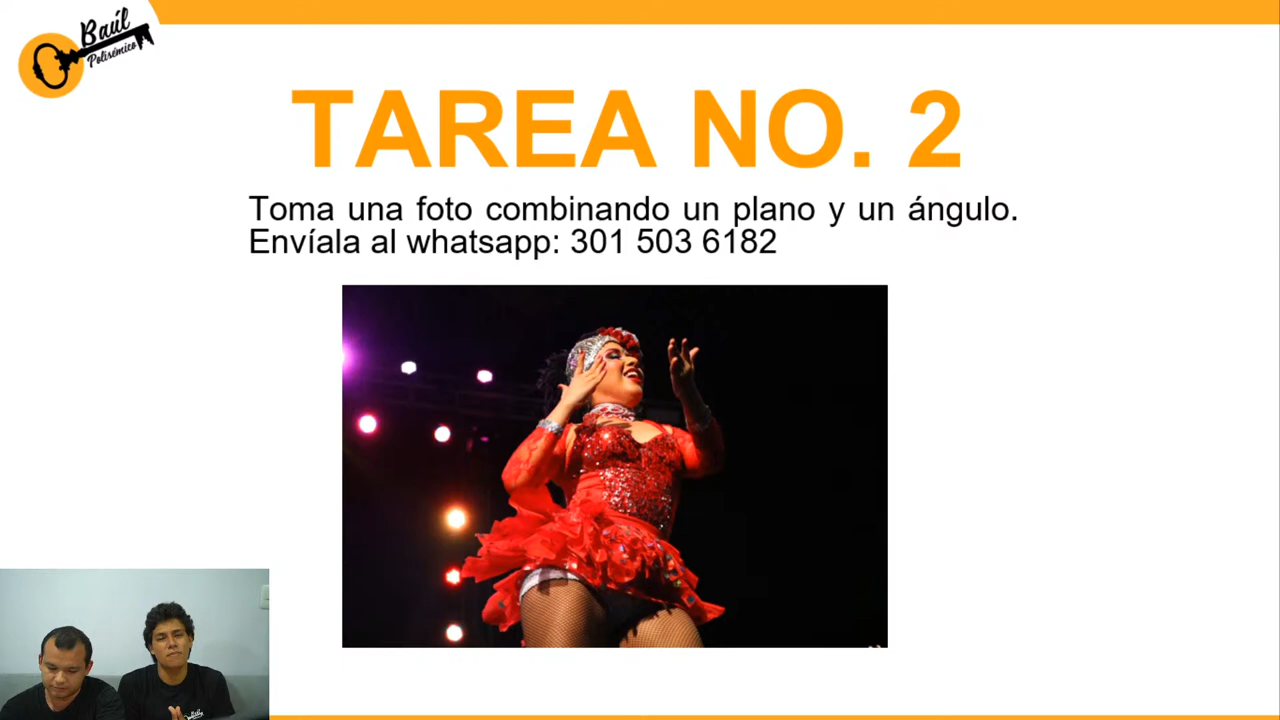 Baúl
Polisémico
TAREA NO. 2
Toma una foto combinando un plano y un ángulo.
Envíala al whatsapp: 301 503 6182